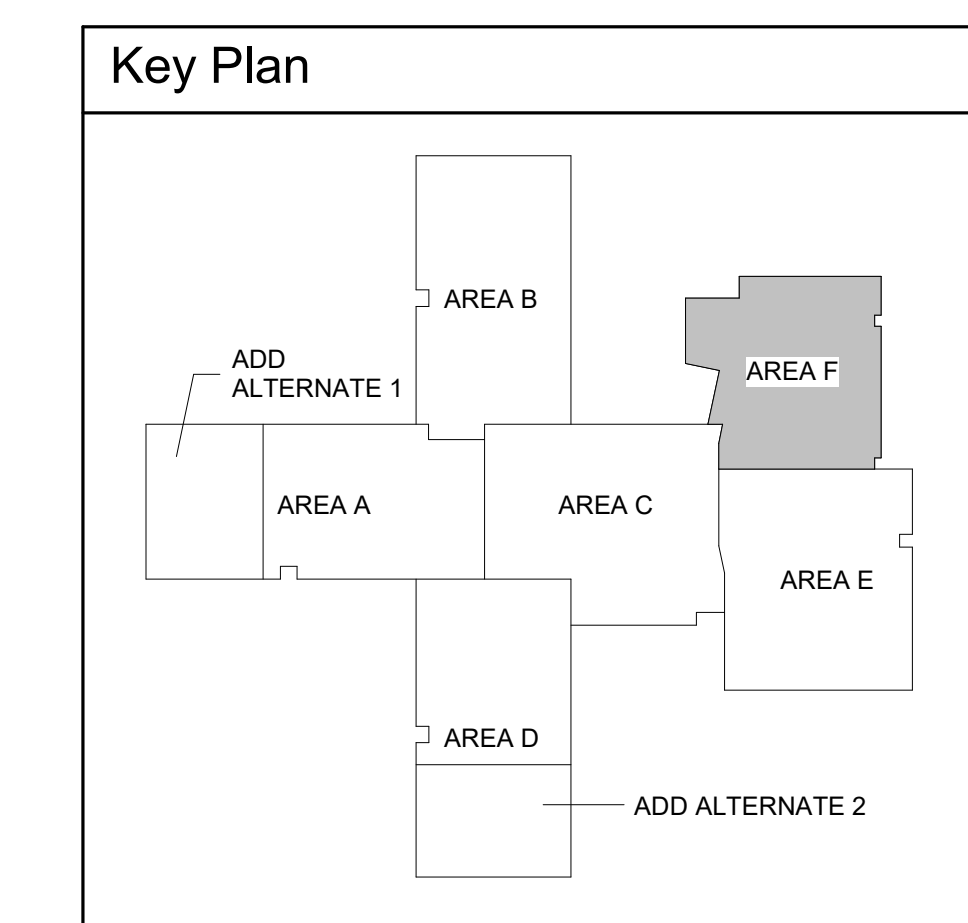 Key Plan
AREA B
ADD
ALTERNATE 1
AREA F
AREA A
AREA C
AREA E
AREA D
ADD ALTERNATE 2